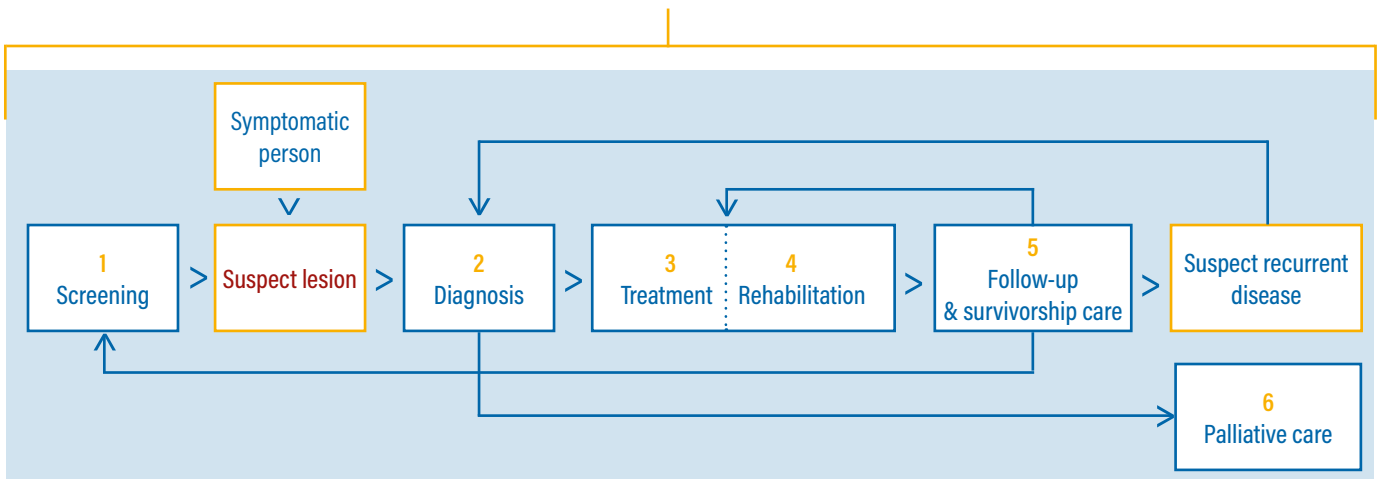 Symptomatic
person
1
Screening
Suspect lesion
2
Diagnosis
3
Treatment
4
Rehabilitation
5
Follow-up
& survivorship care
Suspect recurrent
disease
6
Palliative care